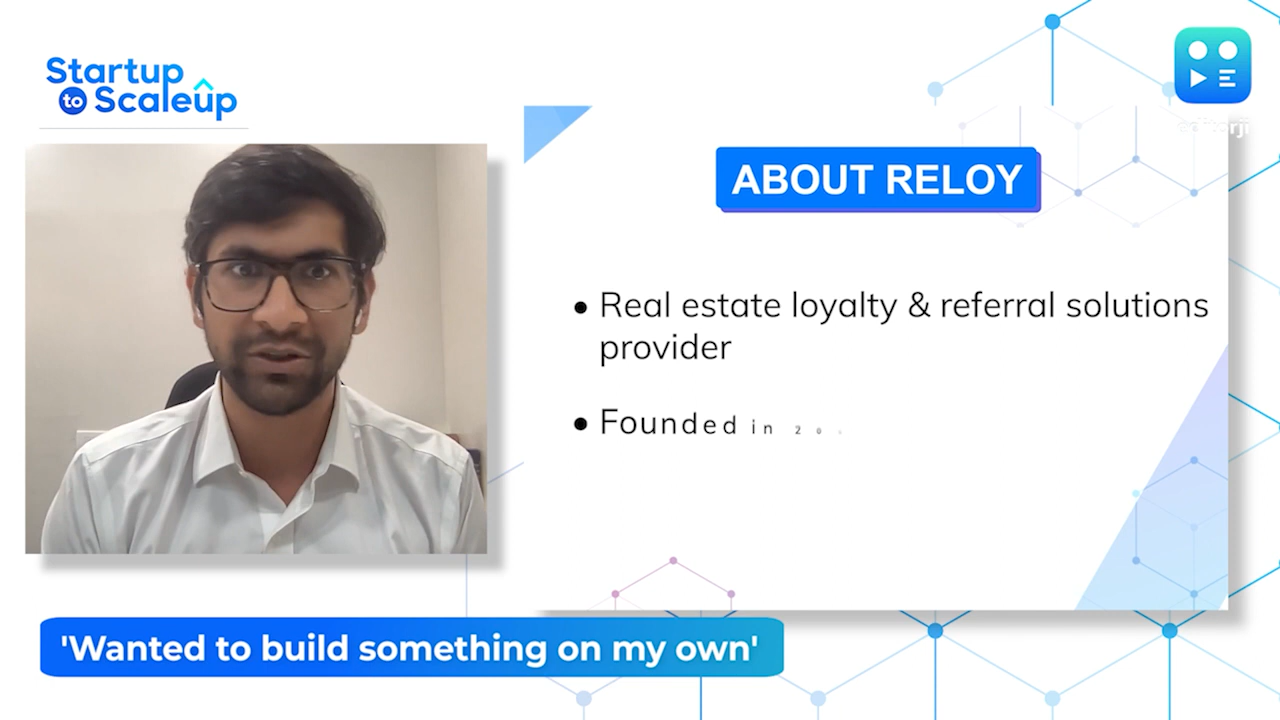 Startup
to Scaleup
editorji
ABOUT RELOY
• Real estate loyalty & referral solutions
provider
• Founded in
'Wanted to build something on my own'